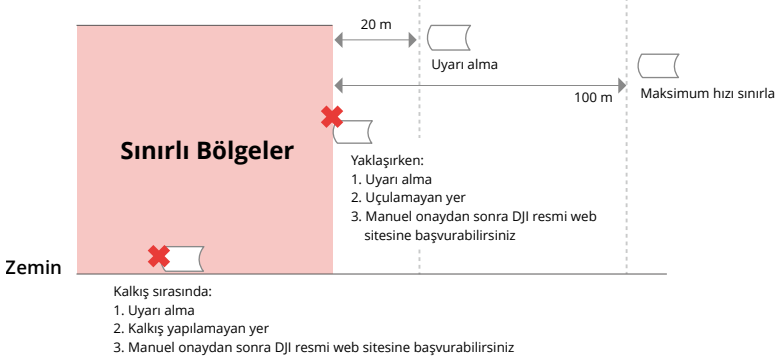 20 m
Uyarı alma
100 m
Maksimum hızı sınırla
Sınırlı Bölgeler
Yaklaşırken:
1. Uyarı alma
2. Uçulamayan yer
3. Manuel onaydan sonra DJI resmi web
sitesine başvurabilirsiniz
Zemin
Kalkış sırasında:
1. Uyarı alma
2. Kalkış yapılamayan yer
3. Manuel onaydan sonra DJI resmi web sitesine başvurabilirsiniz